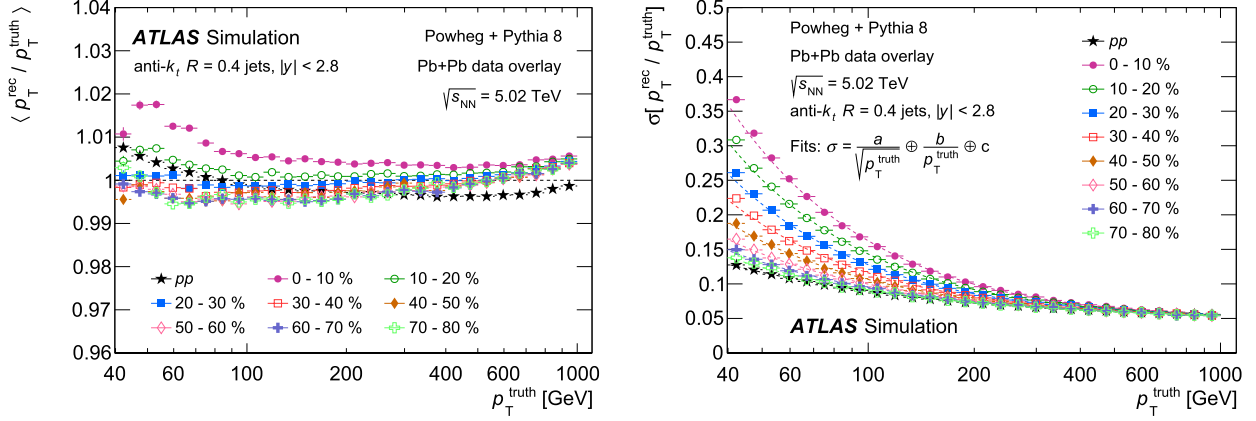 ⟨ p_T^rec / p_T^truth ⟩
1.04
1.03
1.02
1.01
1
0.99
0.98
0.97
0.96
ATLAS Simulation
anti-k_t R = 0.4 jets, |y| < 2.8
Powheg + Pythia 8
Pb+Pb data overlay
√s_NN = 5.02 TeV
pp
0 - 10 %
10 - 20 %
20 - 30 %
30 - 40 %
40 - 50 %
50 - 60 %
60 - 70 %
70 - 80 %
40 60 100 200 400 600 1000
p_T^truth [GeV]
σ[ p_T^rec / p_T^truth ]
0.5
0.45
0.4
0.35
0.3
0.25
0.2
0.15
0.1
0.05
0
Powheg + Pythia 8
Pb+Pb data overlay
√s_NN = 5.02 TeV
anti-k_t R = 0.4 jets, |y| < 2.8
Fits: σ = a/√p_T^truth ⊕ b/p_T^truth ⊕ c
pp
0 - 10 %
10 - 20 %
20 - 30 %
30 - 40 %
40 - 50 %
50 - 60 %
60 - 70 %
70 - 80 %
ATLAS Simulation
40 60 100 200 400 600 1000
p_T^truth [GeV]